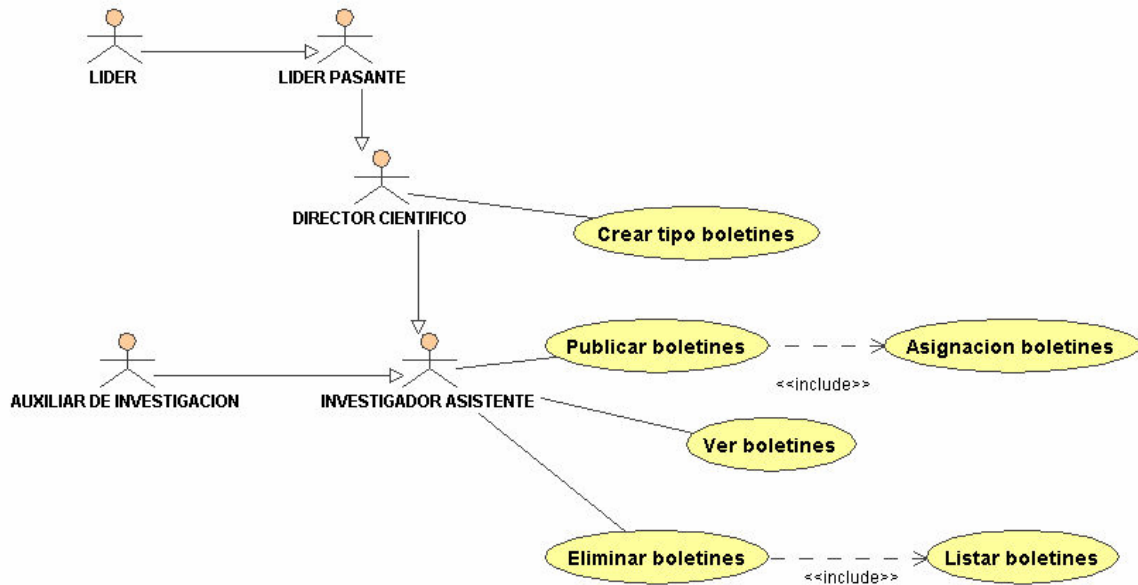 LIDER
LIDER PASANTE
DIRECTOR CIENTIFICO
Crear tipo boletines
Publicar boletines
Asignacion boletines
<<include>>
AUXILIAR DE INVESTIGACION
INVESTIGADOR ASISTENTE
Ver boletines
Eliminar boletines
Listar boletines
<<include>>